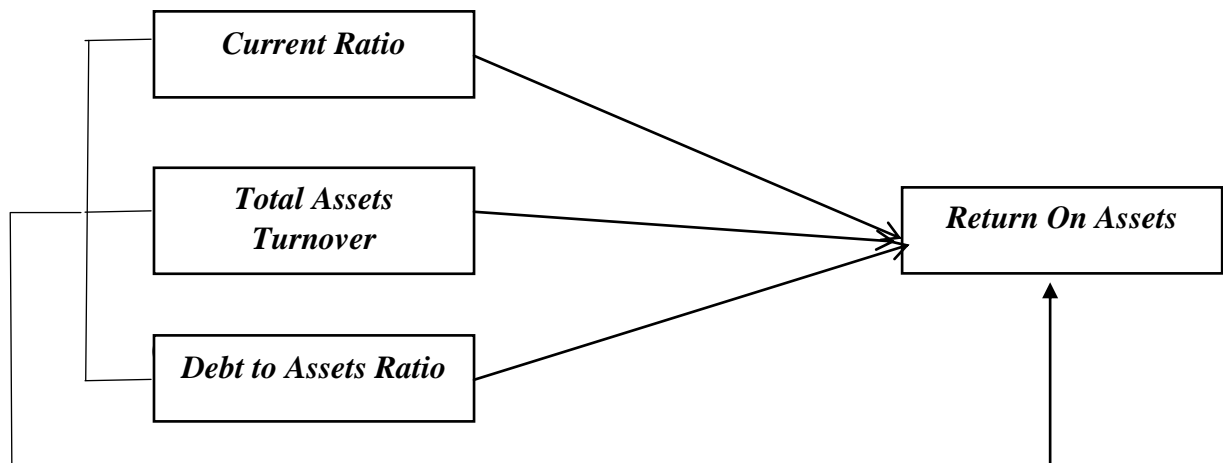 Current Ratio
Total Assets
Turnover
Return On Assets
Debt to Assets Ratio